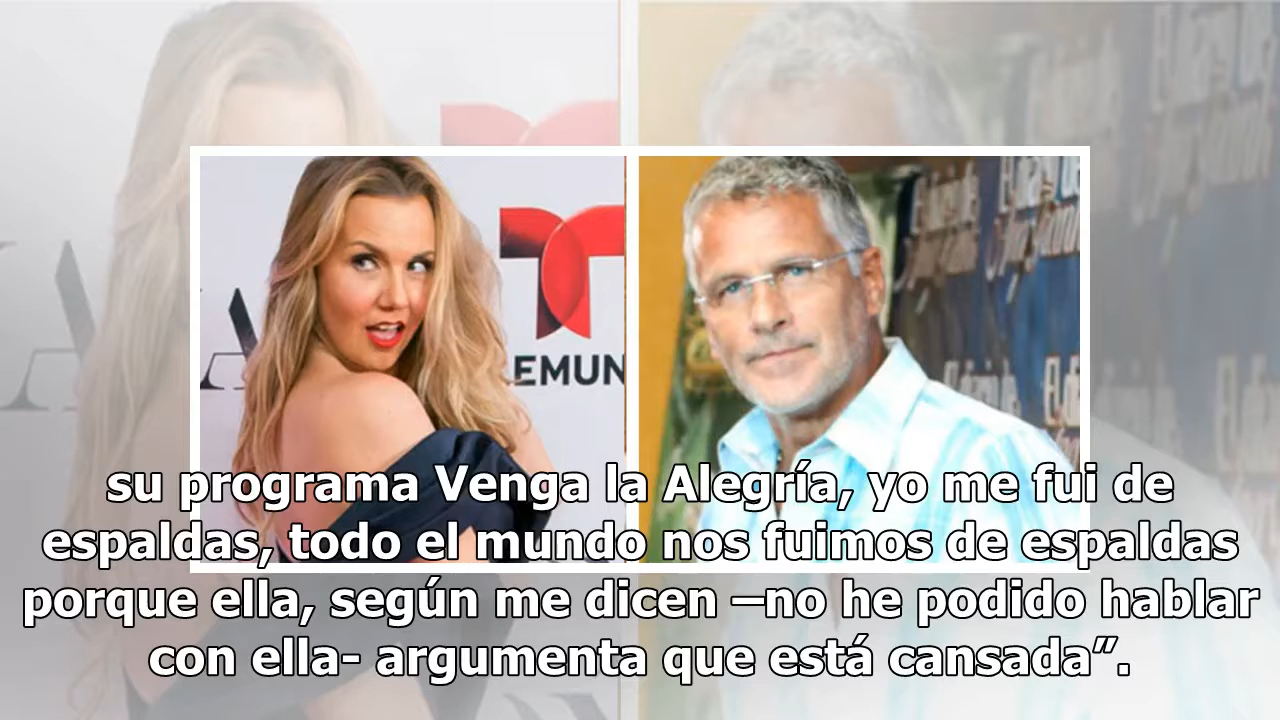 EMUN
su programa Venga la Alegría, yo me fui de
espaldas, todo el mundo nos fuimos de espaldas
porque ella, según me dicen —no he podido hablar
con ella- argumenta que está cansada”.